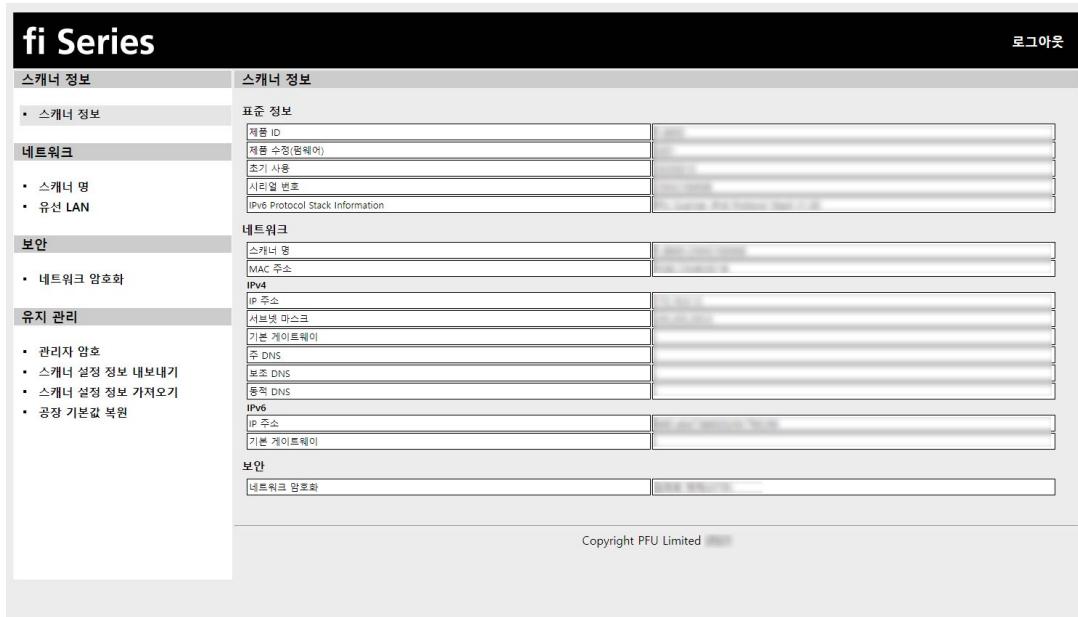 fi Series
로그아웃
스캐너 정보
▪ 스캐너 정보
네트워크
▪ 스캐너 명
▪ 유선 LAN
보안
▪ 네트워크 암호화
유지 관리
▪ 관리자 암호
▪ 스캐너 설정 정보 내보내기
▪ 스캐너 설정 정보 가져오기
▪ 공장 기본값 복원
스캐너 정보
표준 정보
제품 ID
제품 수정(펌웨어)
초기 사용
시리얼 번호
IPv6 Protocol Stack Information
네트워크
스캐너 명
MAC 주소
IPv4
IP 주소
서브넷 마스크
기본 게이트웨이
주 DNS
보조 DNS
동적 DNS
IPv6
IP 주소
기본 게이트웨이
보안
네트워크 암호화
Copyright PFU Limited